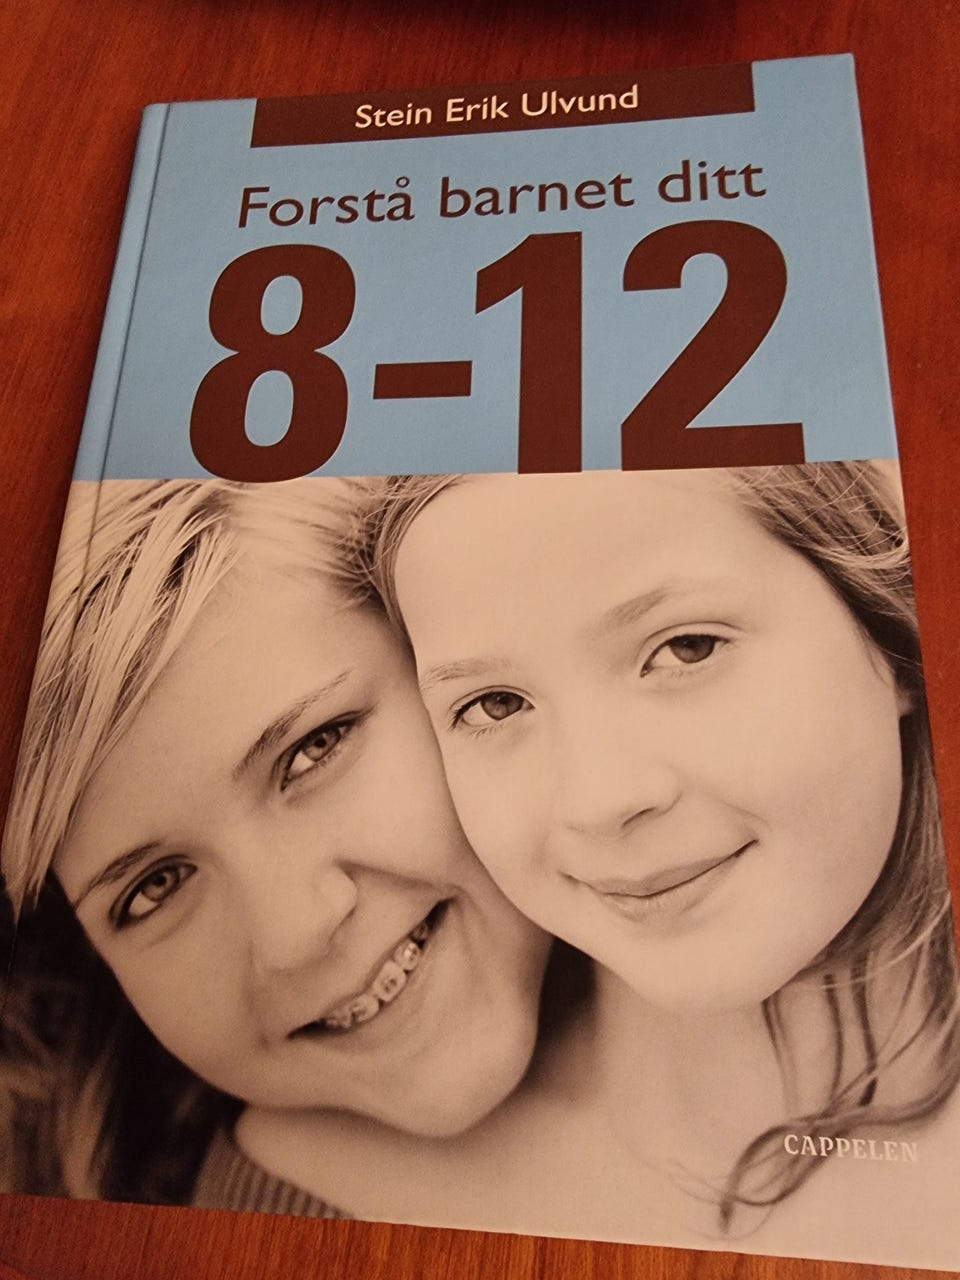 Stein Erik Ulvund
Forstå barnet ditt
8-12
CAPPELEN